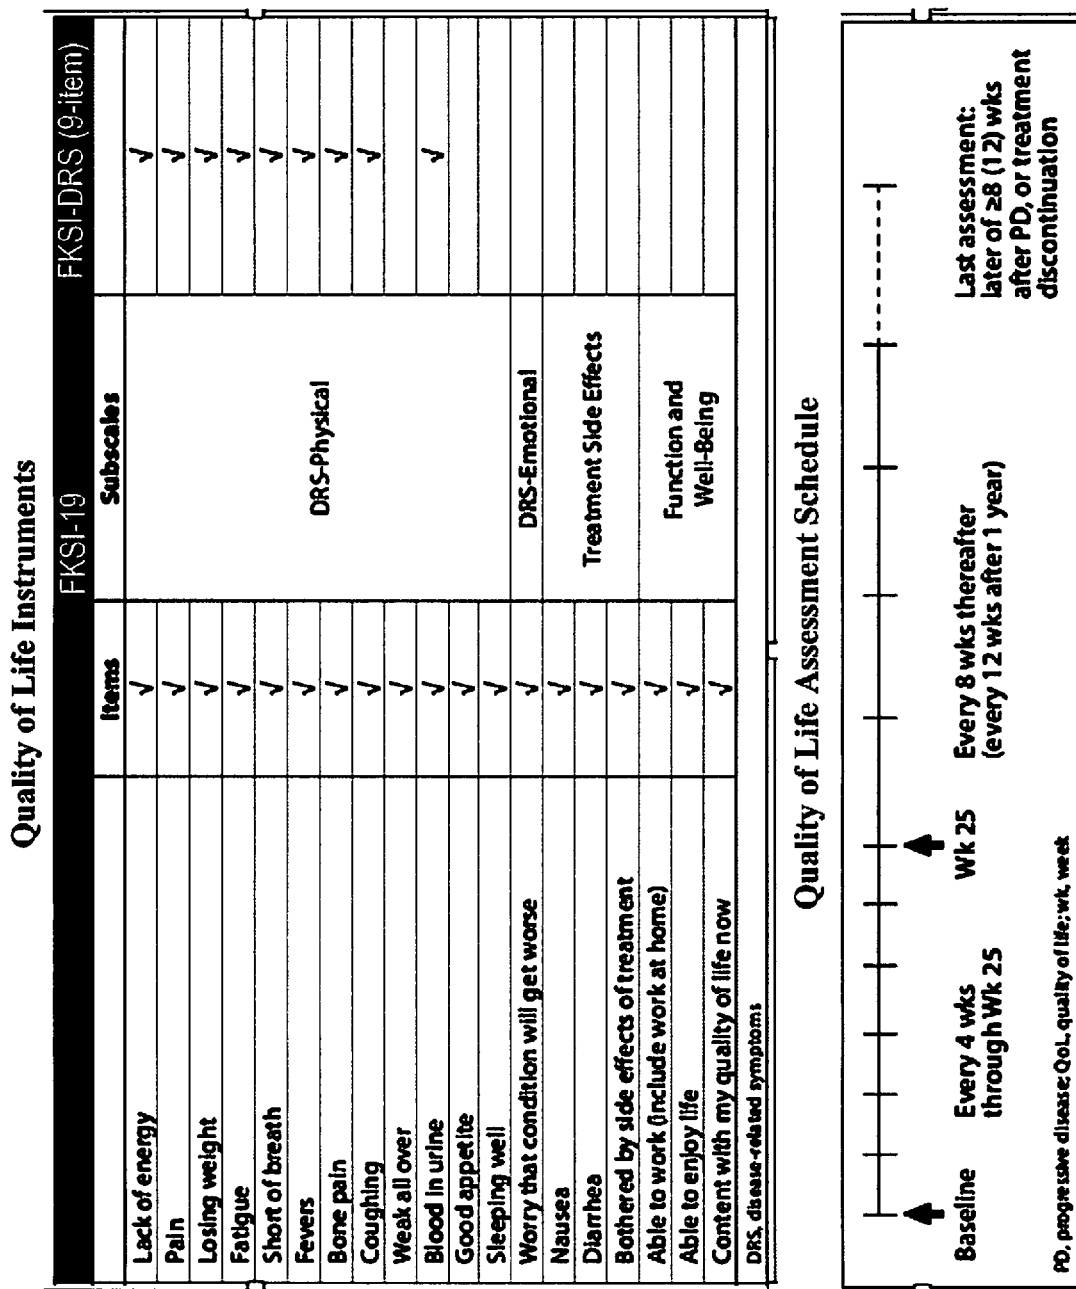 Quality of Life Instruments
FKSI-19 FKSI-DRS (9-item)
Items Subscales
Lack of energy √ √
Pain √ √
Losing weight √ √
Fatigue √ √
Short of breath √ √
Fevers √ √
Bone pain √ √
Coughing √ √
Weak all over √
Blood in urine √ √
Good appetite √
Sleeping well √
DRS-Physical
Worry that condition will get worse √ DRS-Emotional
Nausea √
Diarrhea √
Bothered by side effects of treatment √
Treatment Side Effects
Able to work (include work at home) √
Able to enjoy life √
Content with my quality of life now √
Function and
Well-Being
DRS, disease-related symptoms
Quality of Life Assessment Schedule
Baseline
Every 4 wks
through Wk 25
Wk 25
Every 8 wks thereafter
(every 12 wks after 1 year)
Last assessment:
later of ≥8 (12) wks
after PD, or treatment
discontinuation
PD, progressive disease; QoL, quality of life; wk, week